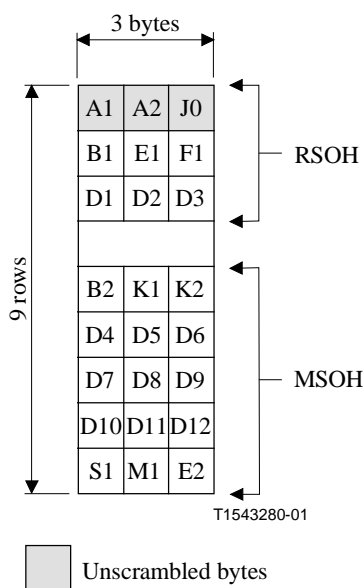 3 bytes
A1 A2 J0
B1 E1 F1
RSOH
D1 D2 D3
9 rows
B2 K1 K2
D4 D5 D6
D7 D8 D9
MSOH
D10 D11 D12
S1 M1 E2
T1543280-01
Unscrambled bytes